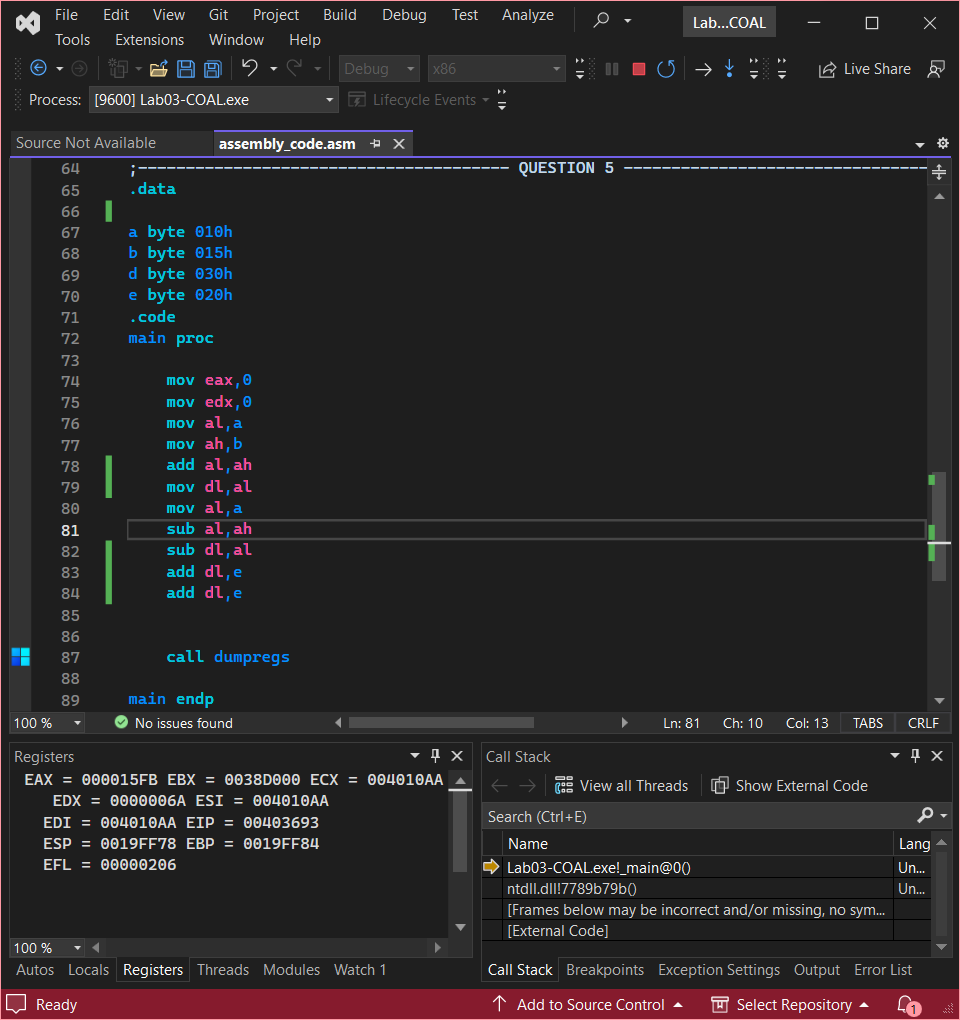 File Edit View Git Project Build Debug Test Analyze Lab...COAL
Tools Extensions Window Help
Debug x86 Live Share
Process: [9600] Lab03-COAL.exe Lifecycle Events
Source Not Available assembly_code.asm
64 ;--------------------------------------- QUESTION 5 --------------------------------
65 .data
66
67 a byte 010h
68 b byte 015h
69 d byte 030h
70 e byte 020h
71 .code
72 main proc
73
74 mov eax,0
75 mov edx,0
76 mov al,a
77 mov ah,b
78 add al,ah
79 mov dl,al
80 mov al,a
81 sub al,ah
82 sub dl,al
83 add dl,e
84 add dl,e
85
86
87 call dumpregs
88
89 main endp
100 % No issues found Ln: 81 Ch: 10 Col: 13 TABS CRLF
Registers
EAX = 000015FB EBX = 0038D000 ECX = 004010AA
EDX = 0000006A ESI = 004010AA
EDI = 004010AA EIP = 00403693
ESP = 0019FF78 EBP = 0019FF84
EFL = 00000206
100 %
Autos Locals Registers Threads Modules Watch 1
Call Stack
View all Threads Show External Code
Search (Ctrl+E)
Name Lang
Lab03-COAL.exe!_main@0() Un...
ntdll.dll!7789b79b() Un...
[Frames below may be incorrect and/or missing, no sym...
[External Code]
Call Stack Breakpoints Exception Settings Output Error List
Ready Add to Source Control Select Repository 1